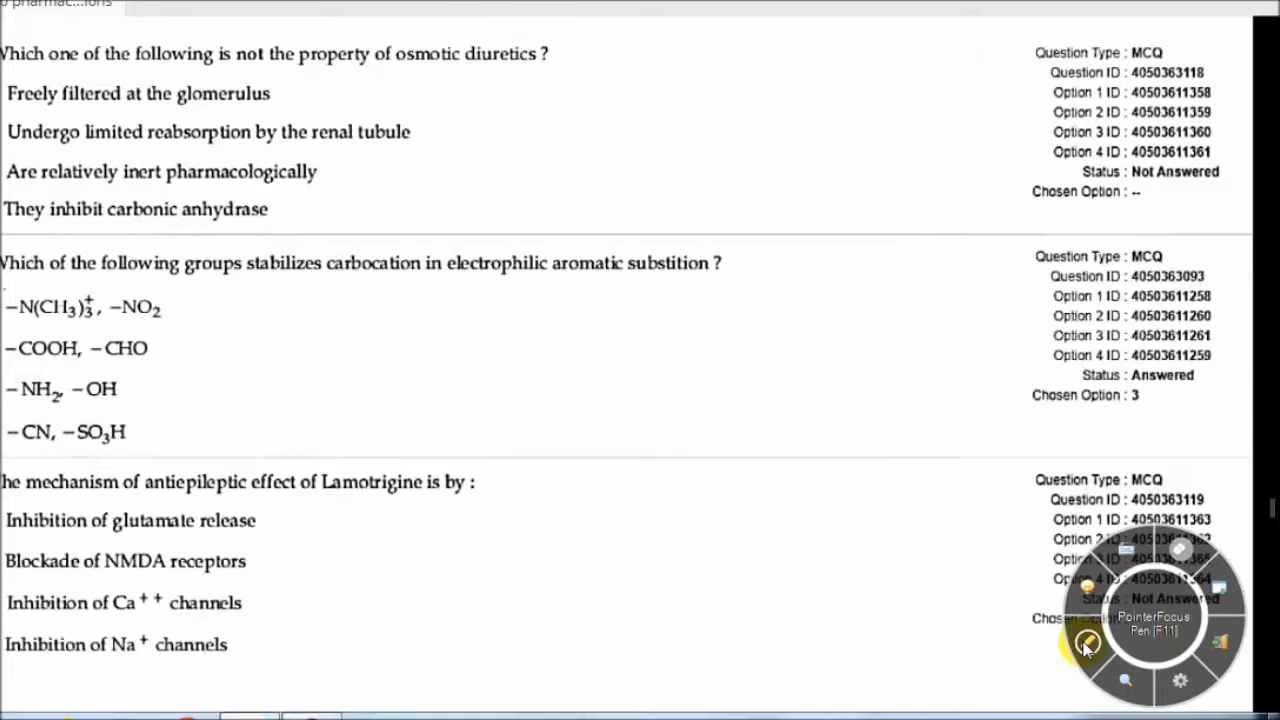 pharmac...ions
Which one of the following is not the property of osmotic diuretics ?
Freely filtered at the glomerulus
Undergo limited reabsorption by the renal tubule
Are relatively inert pharmacologically
They inhibit carbonic anhydrase
Question Type : MCQ
Question ID : 4050363118
Option 1 ID : 40503611358
Option 2 ID : 40503611359
Option 3 ID : 40503611360
Option 4 ID : 40503611361
Status : Not Answered
Chosen Option : --
Which of the following groups stabilizes carbocation in electrophilic aromatic substition ?
–N(CH₃)₃⁺, –NO₂
–COOH, –CHO
–NH₂, –OH
–CN, –SO₃H
Question Type : MCQ
Question ID : 4050363093
Option 1 ID : 40503611258
Option 2 ID : 40503611260
Option 3 ID : 40503611261
Option 4 ID : 40503611259
Status : Answered
Chosen Option : 3
he mechanism of antiepileptic effect of Lamotrigine is by :
Inhibition of glutamate release
Blockade of NMDA receptors
Inhibition of Ca⁺⁺ channels
Inhibition of Na⁺ channels
Question Type : MCQ
Question ID : 4050363119
Option 1 ID : 40503611363
Option 2
Status : Not Answered
PointerFocus
Pen [F11]